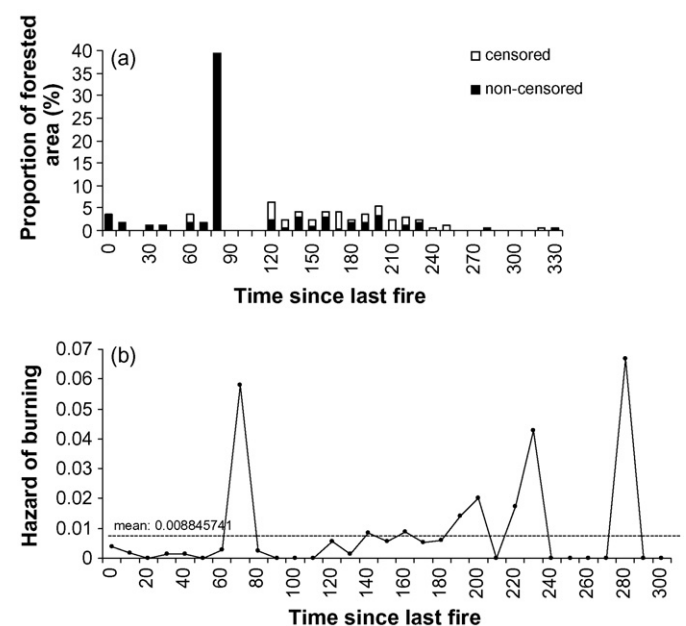 (a)
censored
non-censored
Proportion of forested
area (%)
40
35
30
25
20
15
10
5
0
0 30 60 90 120 150 180 210 240 270 300 330
Time since last fire
(b)
Hazard of burning
0.07
0.06
0.05
0.04
0.03
0.02
0.01
0
mean: 0.008845741
0 20 40 60 80 100 120 140 160 180 200 220 240 260 280 300
Time since last fire